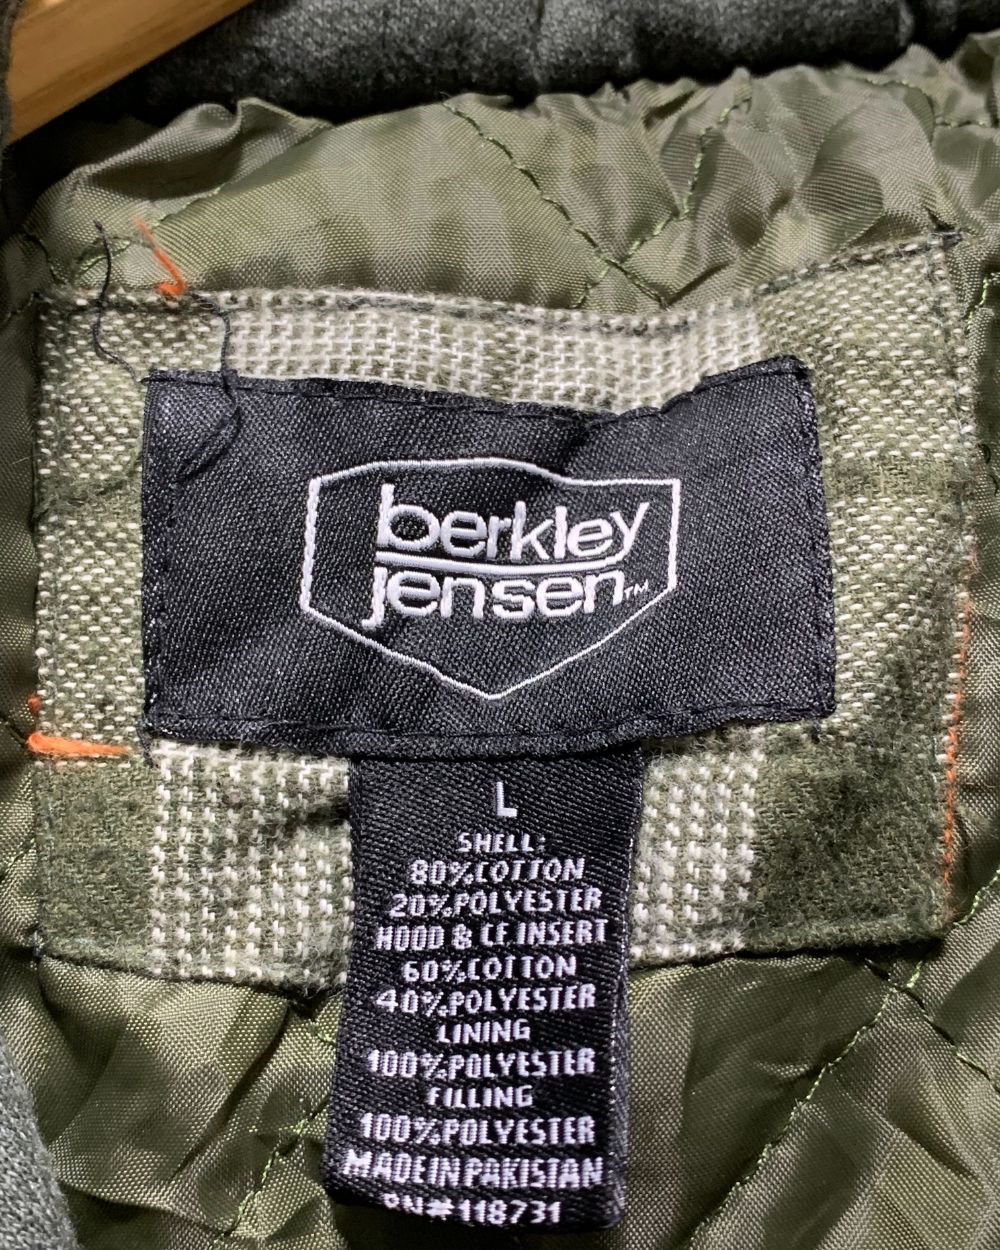 berkley
jensen™
L
SHELL:
80%COTTON
20%POLYESTER
HOOD & CF.INSERT
60%COTTON
40%POLYESTER
LINING
100%POLYESTER
FILLING
100%POLYESTER
MADE IN PAKISTAN
RN#118731